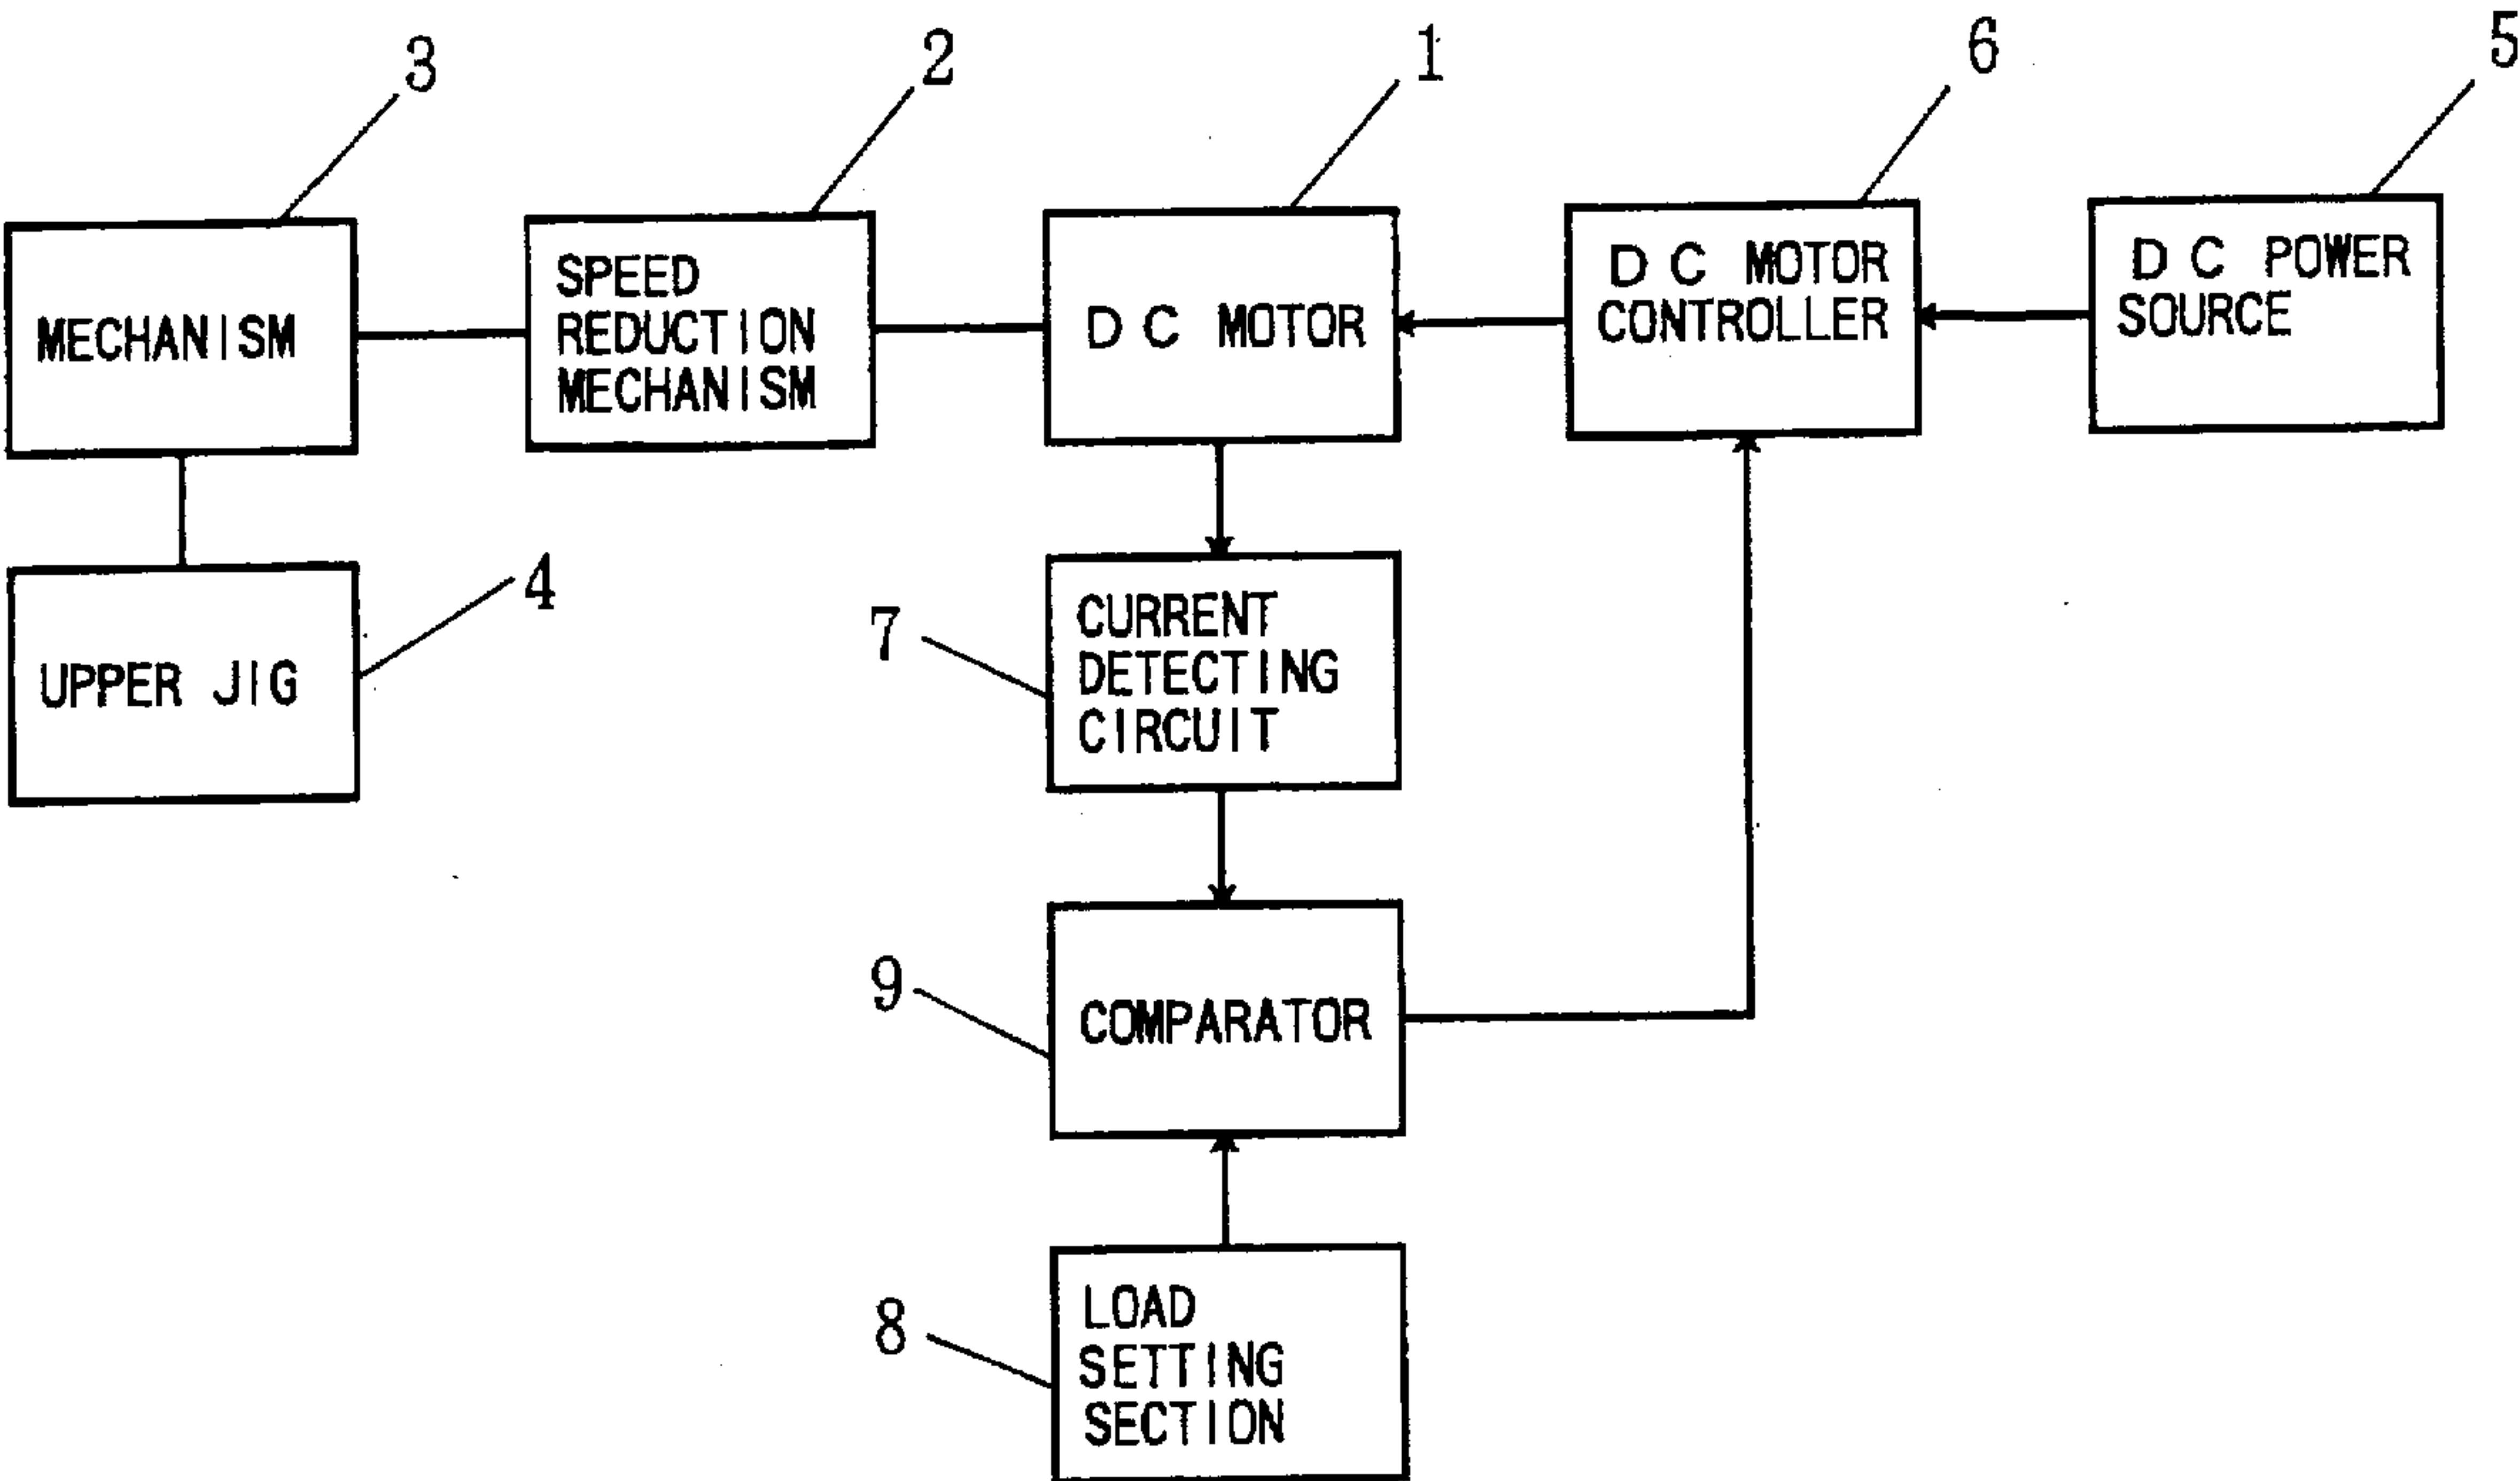 3
2
1
6
5
MECHANISM
SPEED
REDUCTION
MECHANISM
D C MOTOR
D C MOTOR
CONTROLLER
D C POWER
SOURCE
4
UPPER JIG
7
CURRENT
DETECTING
CIRCUIT
9
COMPARATOR
8
LOAD
SETTING
SECTION